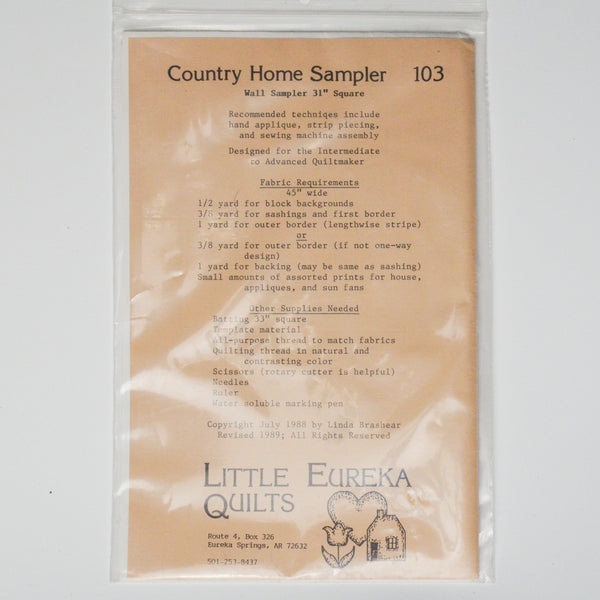 Country Home Sampler 103
Wall Sampler 31" Square
Recommended techniqes include
hand applique, strip piecing,
and sewing machine assembly
Designed for the Intermediate
to Advanced Quiltmaker
Fabric Requirements
45" wide
1/2 yard for block backgrounds
3/8 yard for sashings and first border
1 yard for outer border (lengthwise stripe)
or
3/8 yard for outer border (if not one-way
design)
1 yard for backing (may be same as sashing)
Small amounts of assorted prints for house,
appliques, and sun fans
Other Supplies Needed
Batting 33" square
Template material
All-purpose thread to match fabrics
Quilting thread in natural and
contrasting color
Scissors (rotary cutter is helpful)
Needles
Ruler
Water soluble marking pen
Copyright July 1988 by Linda Brashear
Revised 1989; All Rights Reserved
LITTLE EUREKA
QUILTS
Route 4, Box 326
Eureka Springs, AR 72632
501-253-8437